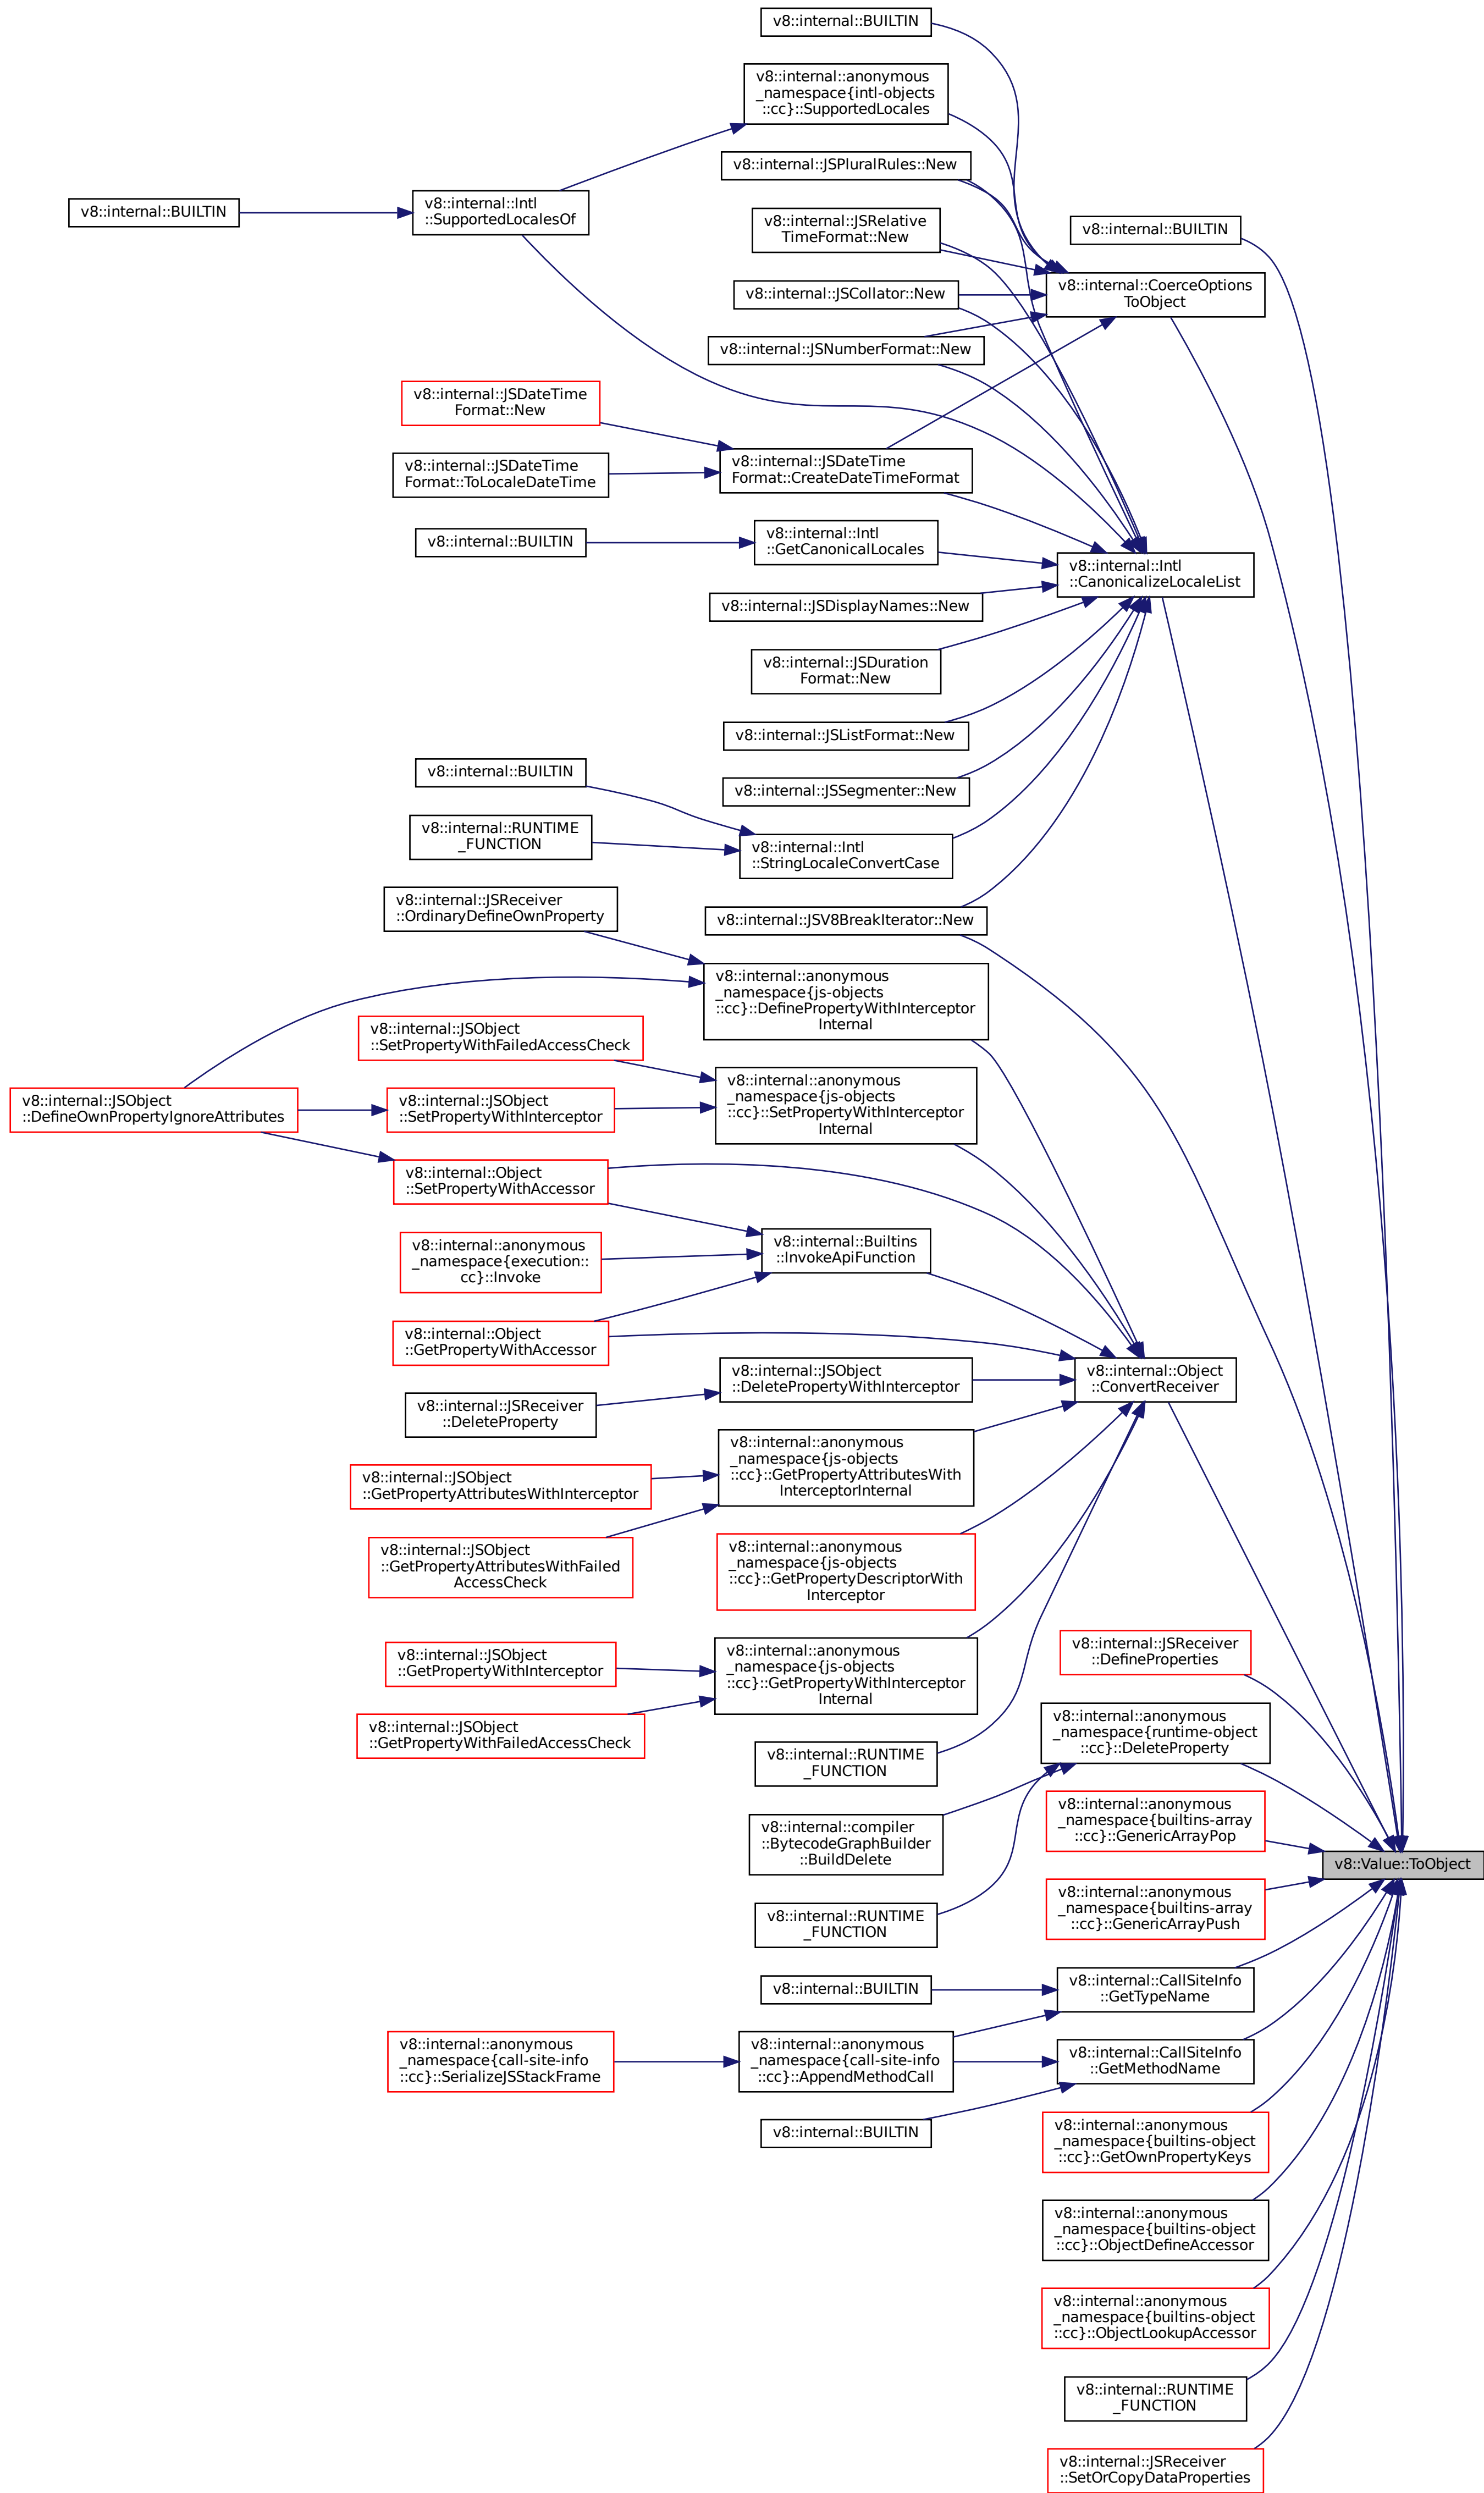 v8::internal::BUILTIN
v8::internal::anonymous
_namespace{intl-objects
::cc}::SupportedLocales
v8::internal::JSPluralRules::New
v8::internal::BUILTIN
v8::internal::Intl
::SupportedLocalesOf
v8::internal::JSRelative
TimeFormat::New
v8::internal::BUILTIN
v8::internal::JSCollator::New
v8::internal::CoerceOptions
ToObject
v8::internal::JSNumberFormat::New
v8::internal::JSDateTime
Format::New
v8::internal::JSDateTime
Format::ToLocaleDateTime
v8::internal::JSDateTime
Format::CreateDateTimeFormat
v8::internal::BUILTIN
v8::internal::Intl
::GetCanonicalLocales
v8::internal::Intl
::CanonicalizeLocaleList
v8::internal::JSDisplayNames::New
v8::internal::JSDuration
Format::New
v8::internal::JSListFormat::New
v8::internal::BUILTIN
v8::internal::JSSegmenter::New
v8::internal::RUNTIME
_FUNCTION
v8::internal::Intl
::StringLocaleConvertCase
v8::internal::JSReceiver
::OrdinaryDefineOwnProperty
v8::internal::JSV8BreakIterator::New
v8::internal::anonymous
_namespace{js-objects
::cc}::DefinePropertyWithInterceptor
Internal
v8::internal::JSObject
::SetPropertyWithFailedAccessCheck
v8::internal::JSObject
::DefineOwnPropertyIgnoreAttributes
v8::internal::JSObject
::SetPropertyWithInterceptor
v8::internal::anonymous
_namespace{js-objects
::cc}::SetPropertyWithInterceptor
Internal
v8::internal::Object
::SetPropertyWithAccessor
v8::internal::anonymous
_namespace{execution::
cc}::Invoke
v8::internal::Builtins
::InvokeApiFunction
v8::internal::Object
::GetPropertyWithAccessor
v8::internal::JSObject
::DeletePropertyWithInterceptor
v8::internal::Object
::ConvertReceiver
v8::internal::JSReceiver
::DeleteProperty
v8::internal::anonymous
_namespace{js-objects
::cc}::GetPropertyAttributesWith
InterceptorInternal
v8::internal::JSObject
::GetPropertyAttributesWithInterceptor
v8::internal::JSObject
::GetPropertyAttributesWithFailed
AccessCheck
v8::internal::anonymous
_namespace{js-objects
::cc}::GetPropertyDescriptorWith
Interceptor
v8::internal::JSObject
::GetPropertyWithInterceptor
v8::internal::anonymous
_namespace{js-objects
::cc}::GetPropertyWithInterceptor
Internal
v8::internal::JSReceiver
::DefineProperties
v8::internal::JSObject
::GetPropertyWithFailedAccessCheck
v8::internal::RUNTIME
_FUNCTION
v8::internal::anonymous
_namespace{runtime-object
::cc}::DeleteProperty
v8::internal::compiler
::BytecodeGraphBuilder
::BuildDelete
v8::internal::anonymous
_namespace{builtins-array
::cc}::GenericArrayPop
v8::Value::ToObject
v8::internal::RUNTIME
_FUNCTION
v8::internal::anonymous
_namespace{builtins-array
::cc}::GenericArrayPush
v8::internal::BUILTIN
v8::internal::CallSiteInfo
::GetTypeName
v8::internal::anonymous
_namespace{call-site-info
::cc}::SerializeJSStackFrame
v8::internal::anonymous
_namespace{call-site-info
::cc}::AppendMethodCall
v8::internal::CallSiteInfo
::GetMethodName
v8::internal::BUILTIN
v8::internal::anonymous
_namespace{builtins-object
::cc}::GetOwnPropertyKeys
v8::internal::anonymous
_namespace{builtins-object
::cc}::ObjectDefineAccessor
v8::internal::anonymous
_namespace{builtins-object
::cc}::ObjectLookupAccessor
v8::internal::RUNTIME
_FUNCTION
v8::internal::JSReceiver
::SetOrCopyDataProperties